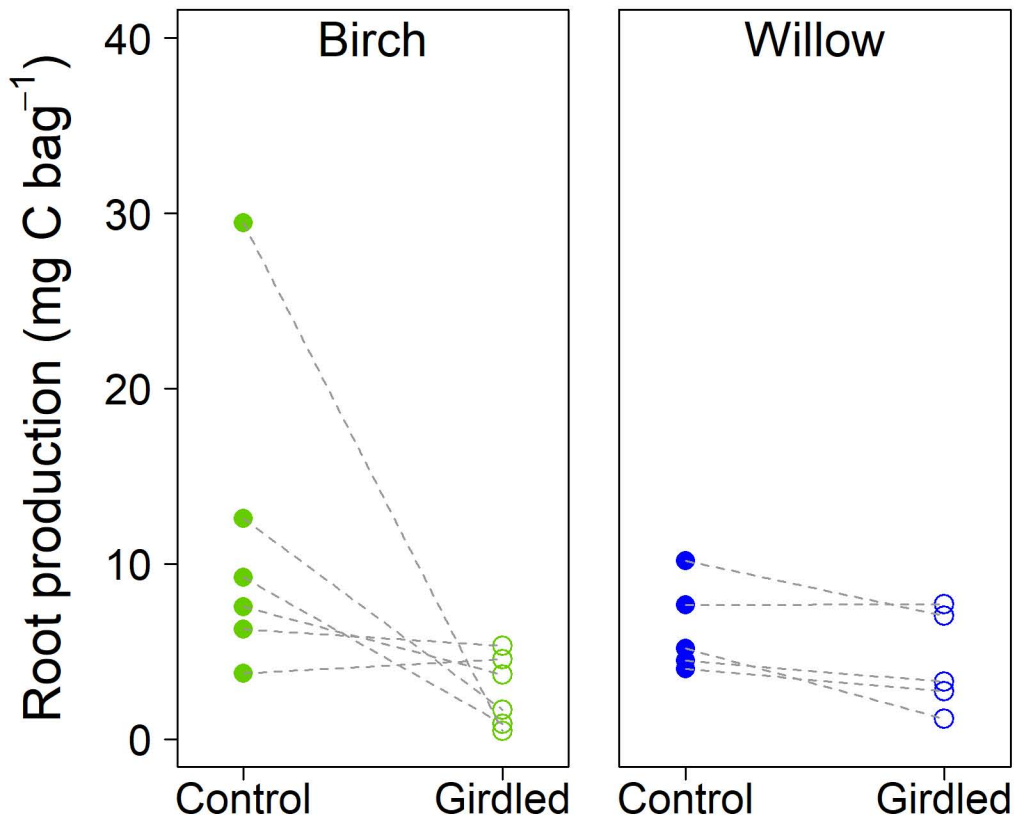 Birch
Willow
Root production (mg C bag⁻¹)
40
30
20
10
0
Control
Girdled
Control
Girdled